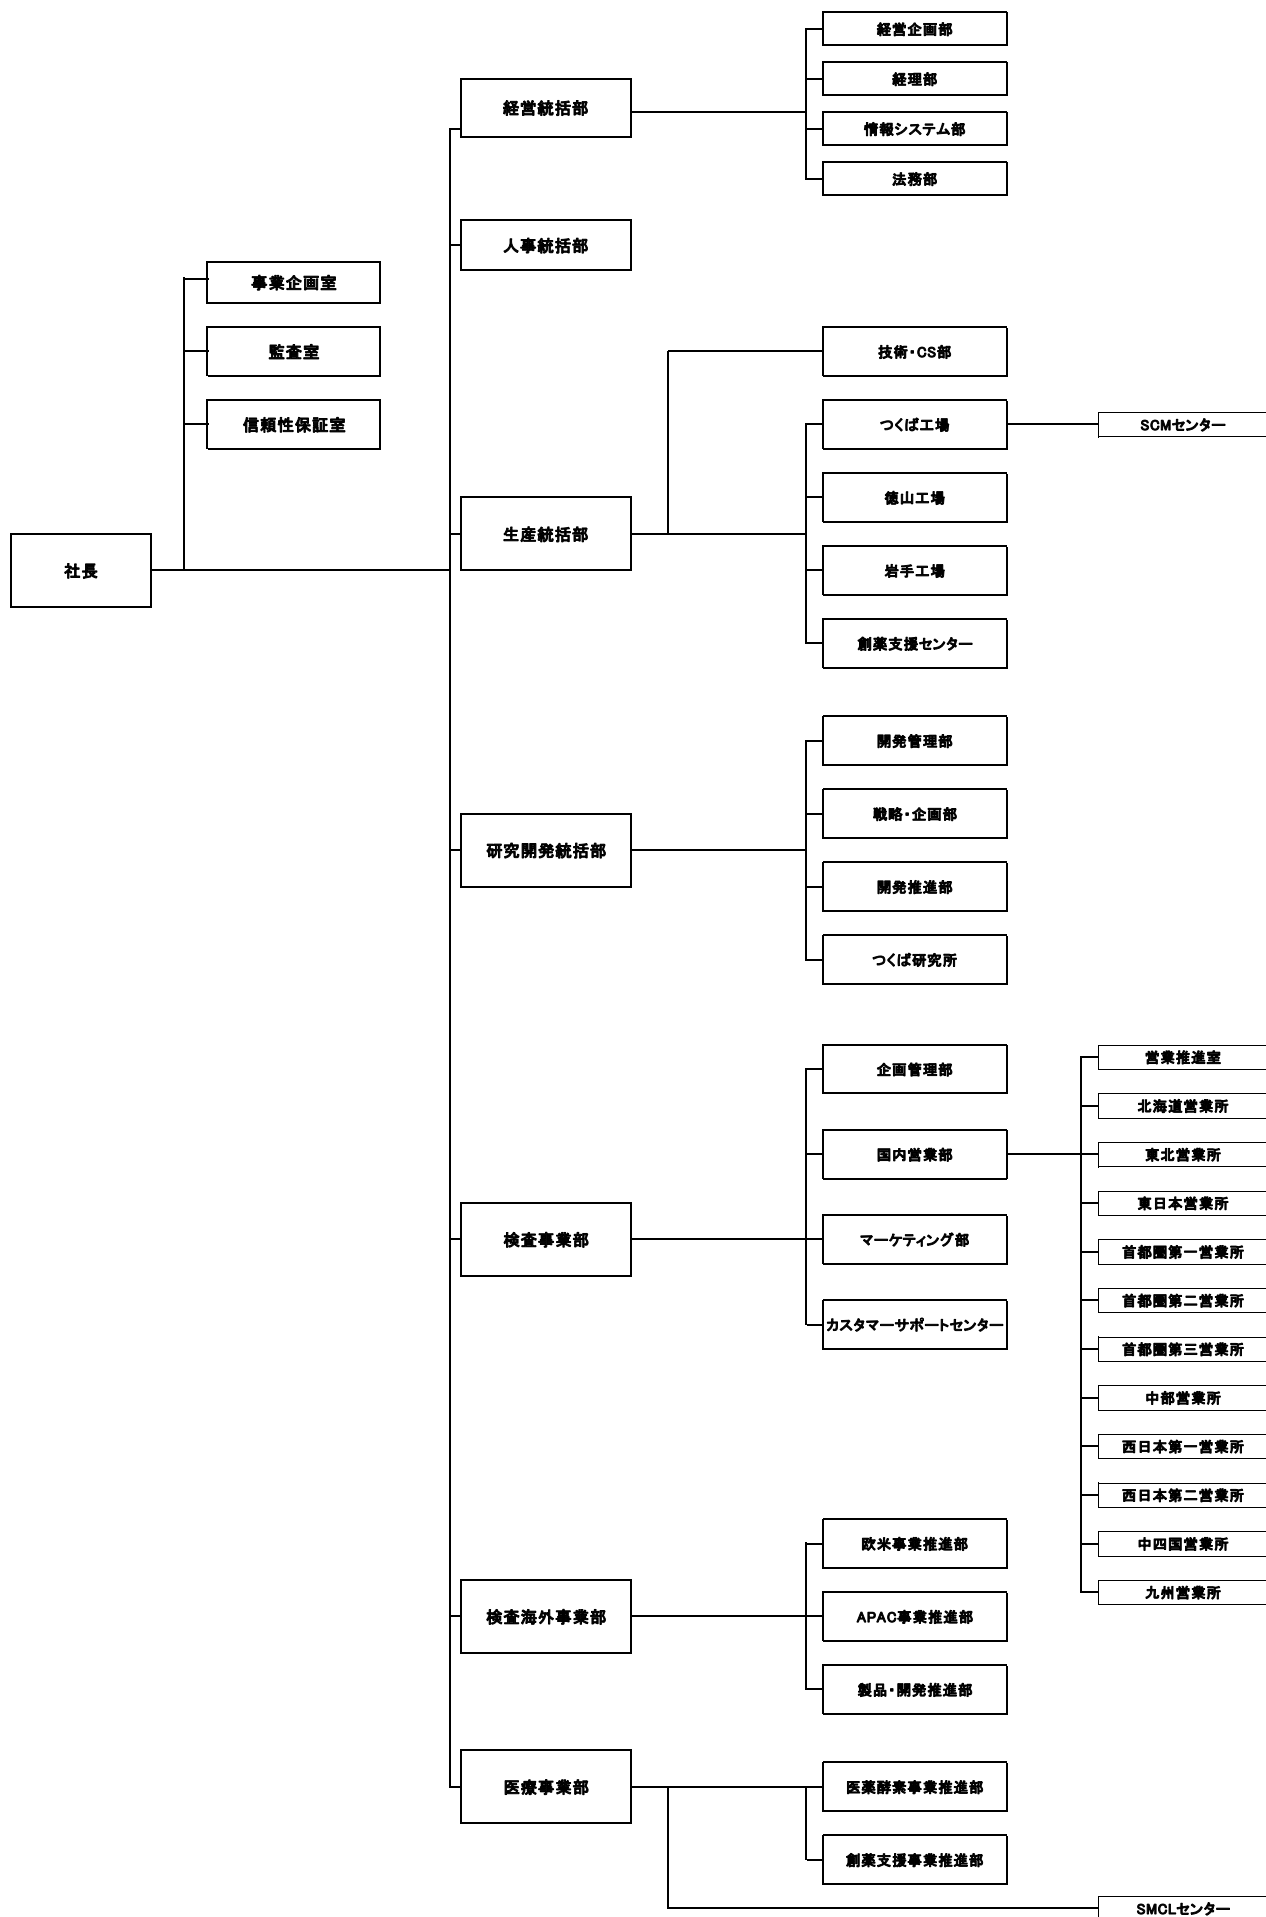 社長
事業企画室
監査室
信頼性保証室
経営統括部
経営企画部
経理部
情報システム部
法務部
人事統括部
生産統括部
技術・CS部
つくば工場
SCMセンター
徳山工場
岩手工場
創薬支援センター
研究開発統括部
開発管理部
戦略・企画部
開発推進部
つくば研究所
検査事業部
企画管理部
国内営業部
営業推進室
北海道営業所
東北営業所
東日本営業所
首都圏第一営業所
首都圏第二営業所
首都圏第三営業所
中部営業所
西日本第一営業所
西日本第二営業所
中四国営業所
九州営業所
マーケティング部
カスタマーサポートセンター
検査海外事業部
欧米事業推進部
APAC事業推進部
製品・開発推進部
医療事業部
医薬酵素事業推進部
創薬支援事業推進部
SMCLセンター